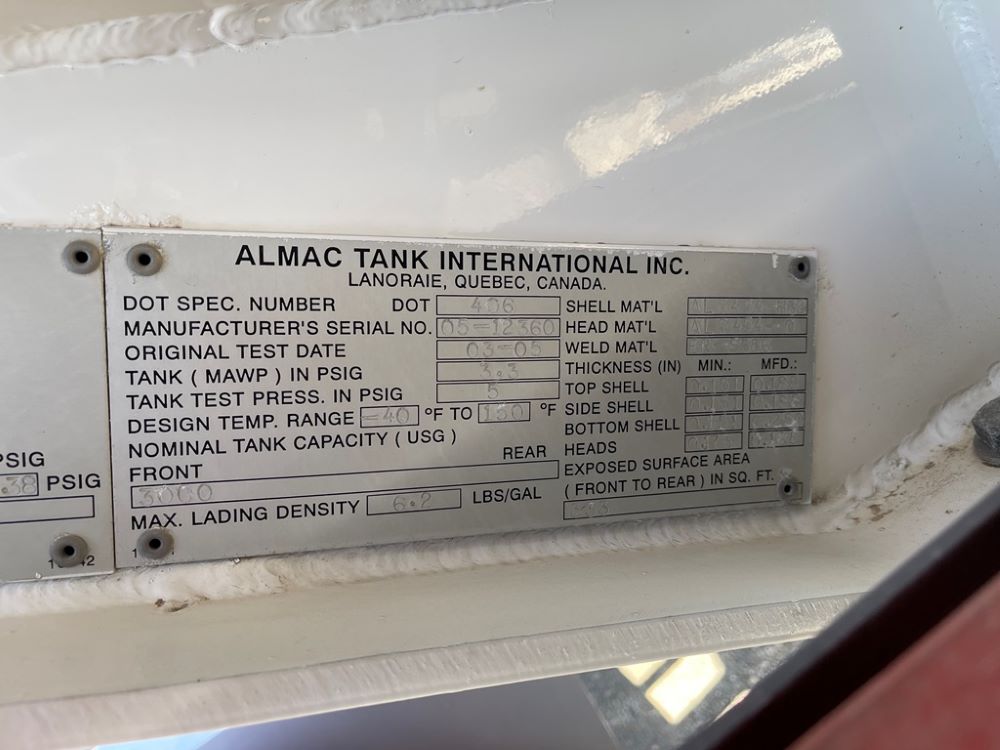 ALMAC TANK INTERNATIONAL INC.
LANORAIE, QUEBEC, CANADA.
DOT SPEC. NUMBER DOT 406
MANUFACTURER'S SERIAL NO. 05-12360
ORIGINAL TEST DATE 03-05
TANK ( MAWP ) IN PSIG 3.3
TANK TEST PRESS. IN PSIG 5
DESIGN TEMP. RANGE -40 °F TO 150 °F
NOMINAL TANK CAPACITY ( USG )
FRONT REAR
3000
MAX. LADING DENSITY 6.2 LBS/GAL
SHELL MAT'L
HEAD MAT'L
WELD MAT'L
THICKNESS (IN) MIN.: MFD.:
TOP SHELL
SIDE SHELL
BOTTOM SHELL
HEADS
EXPOSED SURFACE AREA
( FRONT TO REAR ) IN SQ. FT.
PSIG
.38 PSIG